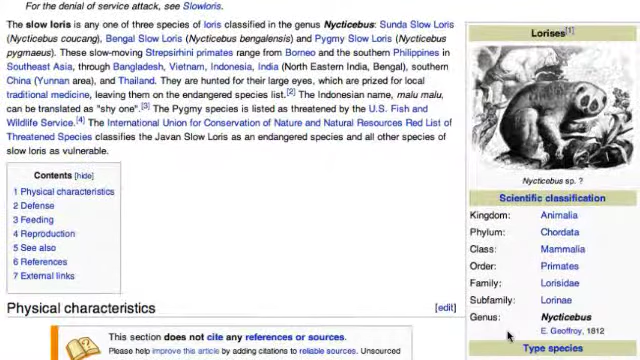 For the denial of service attack, see Slowloris.
The slow loris is any one of three species of loris classified in the genus Nycticebus: Sunda Slow Loris
(Nycticebus coucang), Bengal Slow Loris (Nycticebus bengalensis) and Pygmy Slow Loris (Nycticebus
pygmaeus). These slow-moving Strepsirhini primates range from Borneo and the southern Philippines in
Southeast Asia, through Bangladesh, Vietnam, Indonesia, India (North Eastern India, Bengal), southern
China (Yunnan area), and Thailand. They are hunted for their large eyes, which are prized for local
traditional medicine, leaving them on the endangered species list.[2] The Indonesian name, malu malu,
can be translated as "shy one".[3] The Pygmy species is listed as threatened by the U.S. Fish and
Wildlife Service.[4] The International Union for Conservation of Nature and Natural Resources Red List of
Threatened Species classifies the Javan Slow Loris as an endangered species and all other species of
slow loris as vulnerable.
Contents [hide]
1 Physical characteristics
2 Defense
3 Feeding
4 Reproduction
5 See also
6 References
7 External links
Physical characteristics [edit]
This section does not cite any references or sources.
Please help improve this article by adding citations to reliable sources. Unsourced
Lorises[1]
Nycticebus sp. ?
Scientific classification
Kingdom: Animalia
Phylum: Chordata
Class: Mammalia
Order: Primates
Family: Lorisidae
Subfamily: Lorinae
Genus: Nycticebus
E. Geoffroy, 1812
Type species